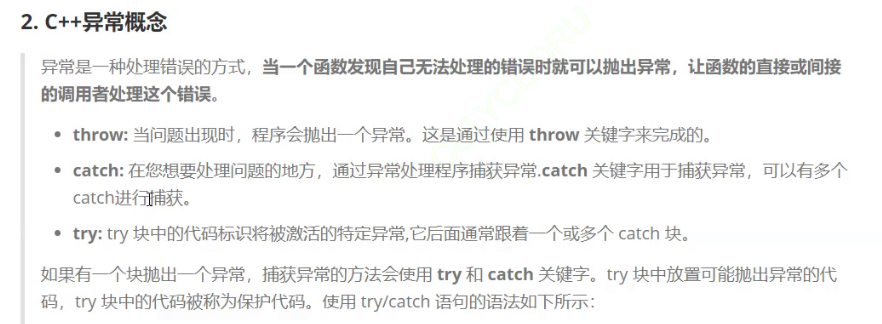 2. C++异常概念
异常是一种处理错误的方式，当一个函数发现自己无法处理的错误时就可以抛出异常，让函数的直接或间接
的调用者处理这个错误。
• throw: 当问题出现时，程序会抛出一个异常。这是通过使用 throw 关键字来完成的。
• catch: 在您想要处理问题的地方，通过异常处理程序捕获异常.catch 关键字用于捕获异常，可以有多个
catch进行捕获。
• try: try 块中的代码标识将被激活的特定异常,它后面通常跟着一个或多个 catch 块。
如果有一个块抛出一个异常，捕获异常的方法会使用 try 和 catch 关键字。try 块中放置可能抛出异常的代
码，try 块中的代码被称为保护代码。使用 try/catch 语句的语法如下所示：